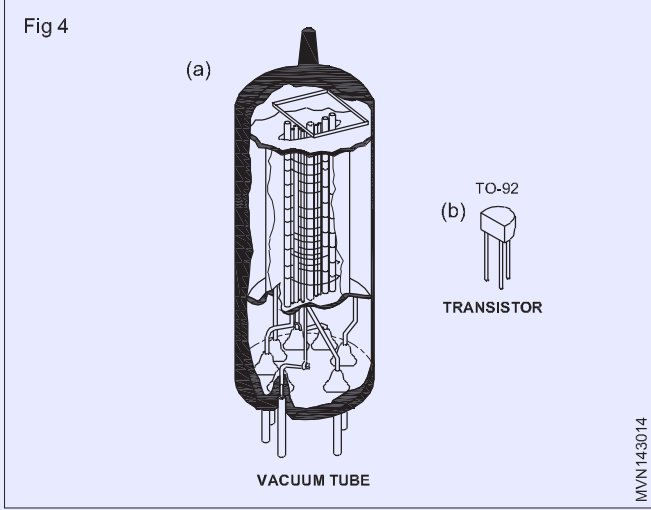 Fig 4
(a)
TO-92
(b)
TRANSISTOR
VACUUM TUBE
MVN143014